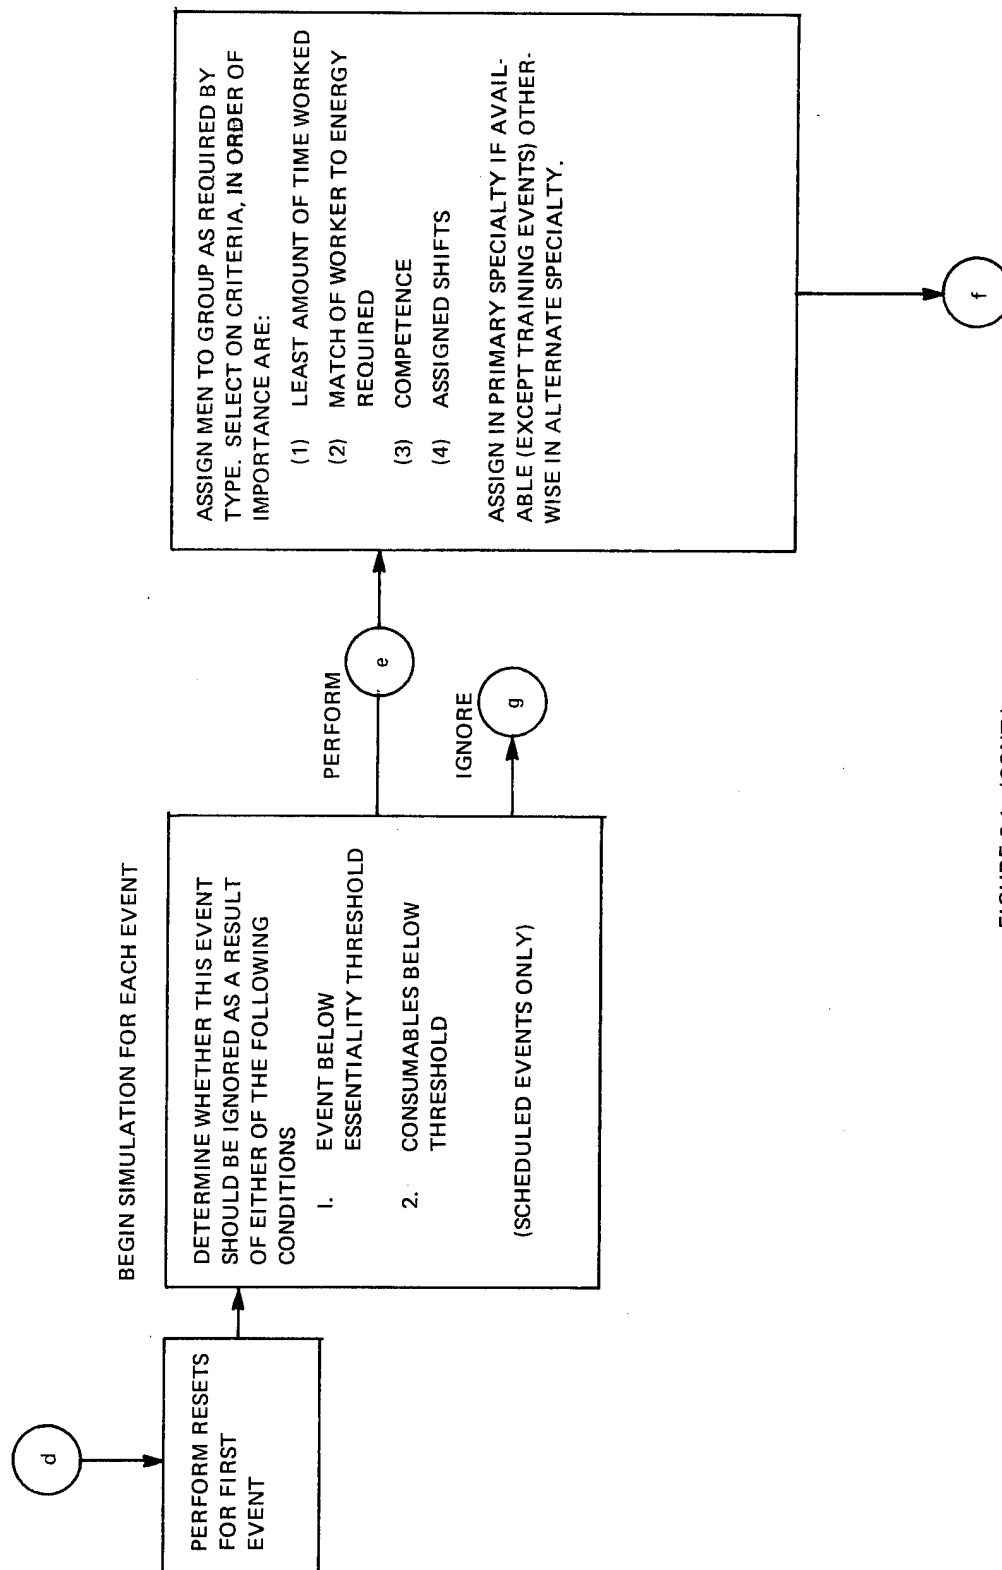 d
PERFORM RESETS
FOR FIRST
EVENT
BEGIN SIMULATION FOR EACH EVENT
DETERMINE WHETHER THIS EVENT
SHOULD BE IGNORED AS A RESULT
OF EITHER OF THE FOLLOWING
CONDITIONS
1. EVENT BELOW
ESSENTIALITY THRESHOLD
2. CONSUMABLES BELOW
THRESHOLD
(SCHEDULED EVENTS ONLY)
PERFORM
e
IGNORE
g
ASSIGN MEN TO GROUP AS REQUIRED BY
TYPE. SELECT ON CRITERIA, IN ORDER OF
IMPORTANCE ARE:
(1) LEAST AMOUNT OF TIME WORKED
(2) MATCH OF WORKER TO ENERGY
REQUIRED
(3) COMPETENCE
(4) ASSIGNED SHIFTS
ASSIGN IN PRIMARY SPECIALTY IF AVAIL-
ABLE (EXCEPT TRAINING EVENTS) OTHER-
WISE IN ALTERNATE SPECIALTY.
f